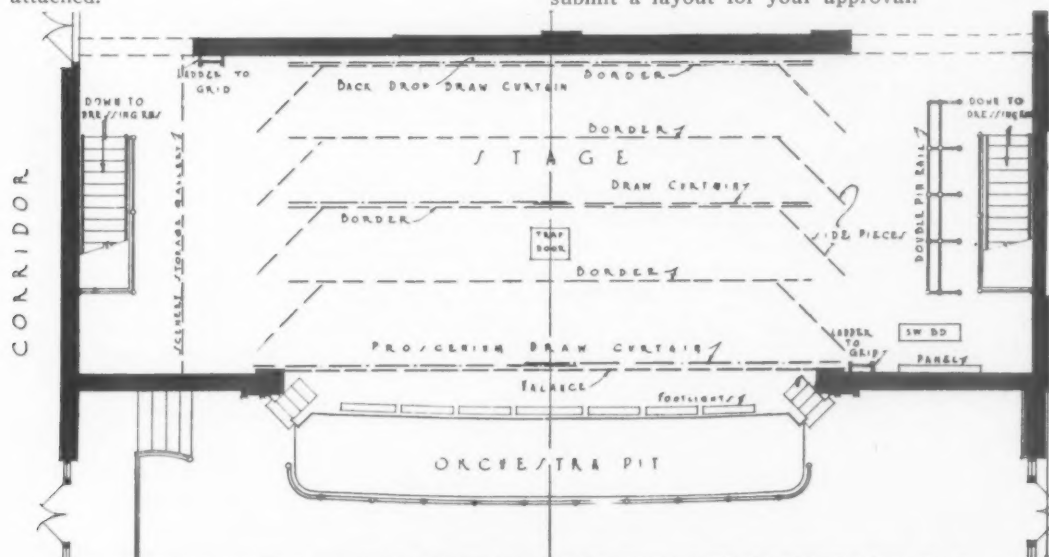 attached.
submit a layout for your approval.
LADDER TO
GRID
BACK DROP DRAW CURTAIN
BORDER
DOWN TO
DRESSING RMS
DOWN TO
DRESSING RMS
BORDER
STAGE
DRAW CURTAIN
BORDER
SIDE PIECES
DOUBLE PIN RAIL
CORRIDOR
SCENERY STORAGE GALLERY
TRAP
DOOR
BORDER
LADDER
TO
GRID
SW BD
PANEL
PROSCENIUM DRAW CURTAIN
VALANCE
FOOTLIGHTS
ORCHESTRA PIT